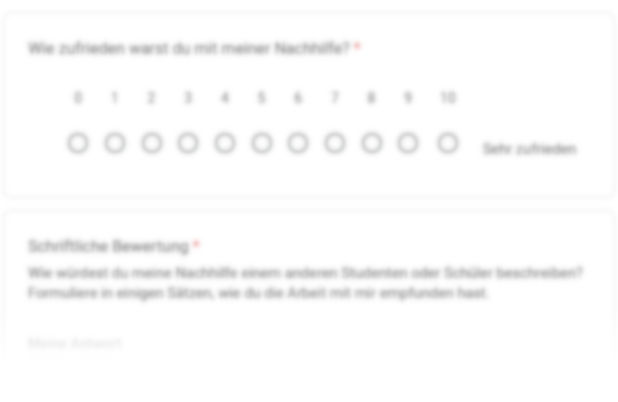 Wie zufrieden warst du mit meiner Nachhilfe? *
0 1 2 3 4 5 6 7 8 9 10
Sehr zufrieden
Schriftliche Bewertung *
Wie würdest du meine Nachhilfe einem anderen Studenten oder Schüler beschreiben?
Formuliere in einigen Sätzen, wie du die Arbeit mit mir empfunden hast.
Meine Antwort